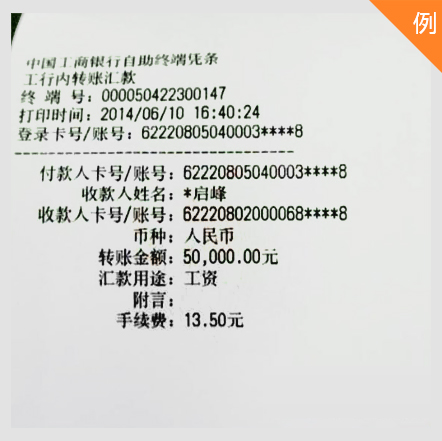 例
中国工商银行自助终端凭条
工行内转账汇款
终 端 号：000050422300147
打印时间：2014/06/10 16:40:24
登录卡号/账号：62220805040003****8
付款人卡号/账号：62220805040003****8
收款人姓名：*启峰
收款人卡号/账号：62220802000068****8
币种：人民币
转账金额：50,000.00元
汇款用途：工资
附言：
手续费：13.50元